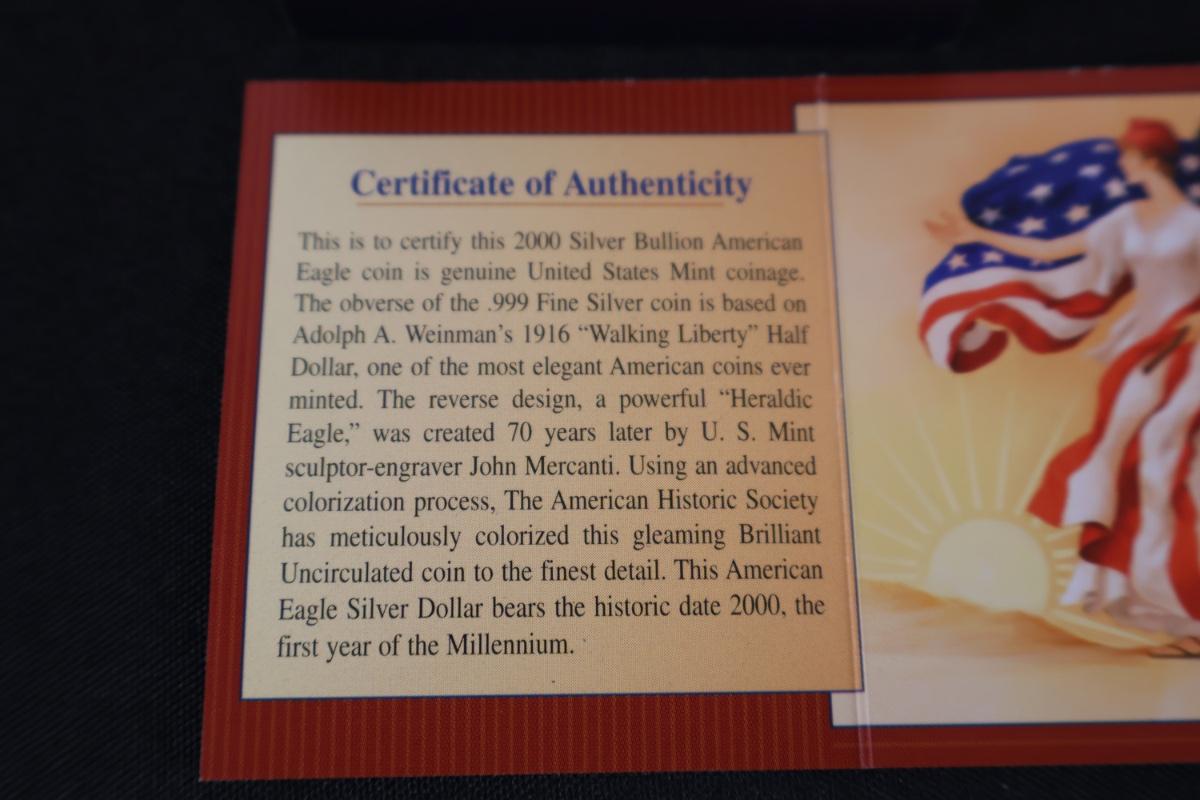 Certificate of Authenticity
This is to certify this 2000 Silver Bullion American
Eagle coin is genuine United States Mint coinage.
The obverse of the .999 Fine Silver coin is based on
Adolph A. Weinman's 1916 “Walking Liberty” Half
Dollar, one of the most elegant American coins ever
minted. The reverse design, a powerful “Heraldic
Eagle,” was created 70 years later by U. S. Mint
sculptor-engraver John Mercanti. Using an advanced
colorization process, The American Historic Society
has meticulously colorized this gleaming Brilliant
Uncirculated coin to the finest detail. This American
Eagle Silver Dollar bears the historic date 2000, the
first year of the Millennium.